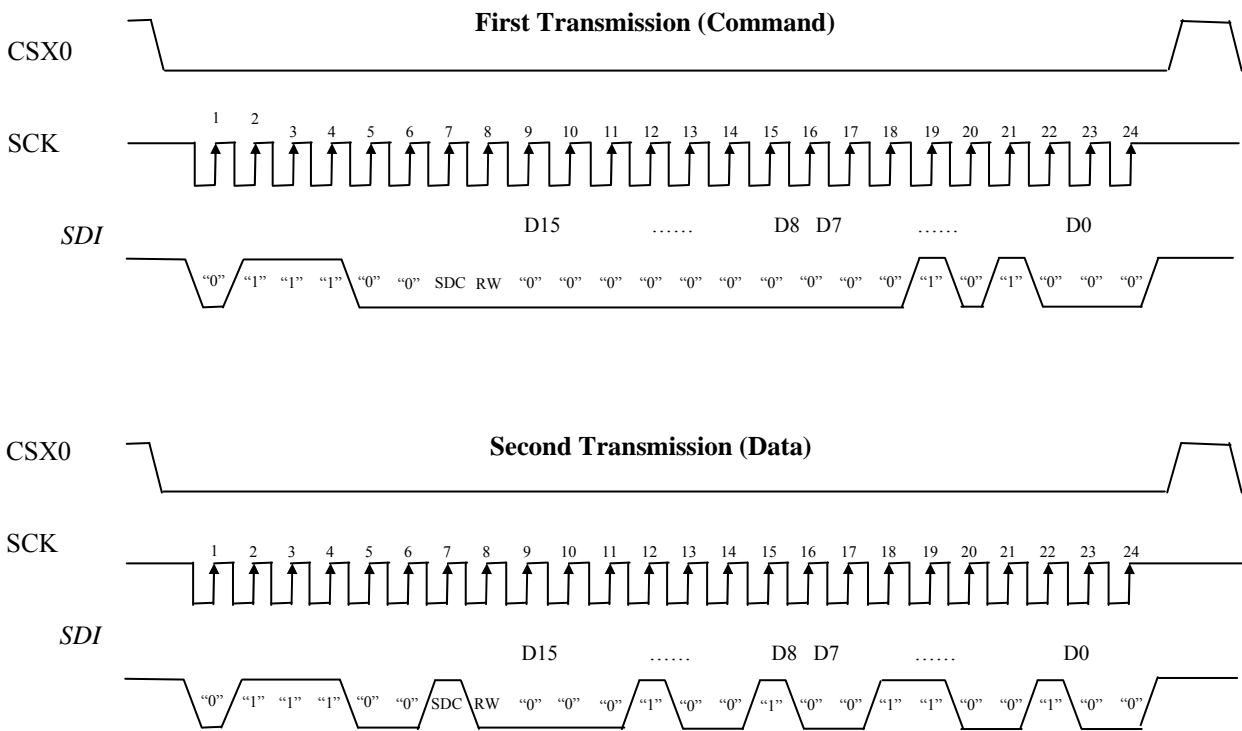 First Transmission (Command)
CSX0
1 2 3 4 5 6 7 8 9 10 11 12 13 14 15 16 17 18 19 20 21 22 23 24
SCK
D15 …… D8 D7 …… D0
SDI
“0” “1” “1” “1” “0” “0” SDC RW “0” “0” “0” “0” “0” “0” “0” “0” “0” “0” “1” “0” “1” “0” “0” “0”
Second Transmission (Data)
CSX0
1 2 3 4 5 6 7 8 9 10 11 12 13 14 15 16 17 18 19 20 21 22 23 24
SCK
SDI
D15 …… D8 D7 …… D0
“0” “1” “1” “1” “0” “0” SDC RW “0” “0” “0” “1” “0” “0” “1” “0” “0” “1” “1” “0” “0” “1” “0” “0”